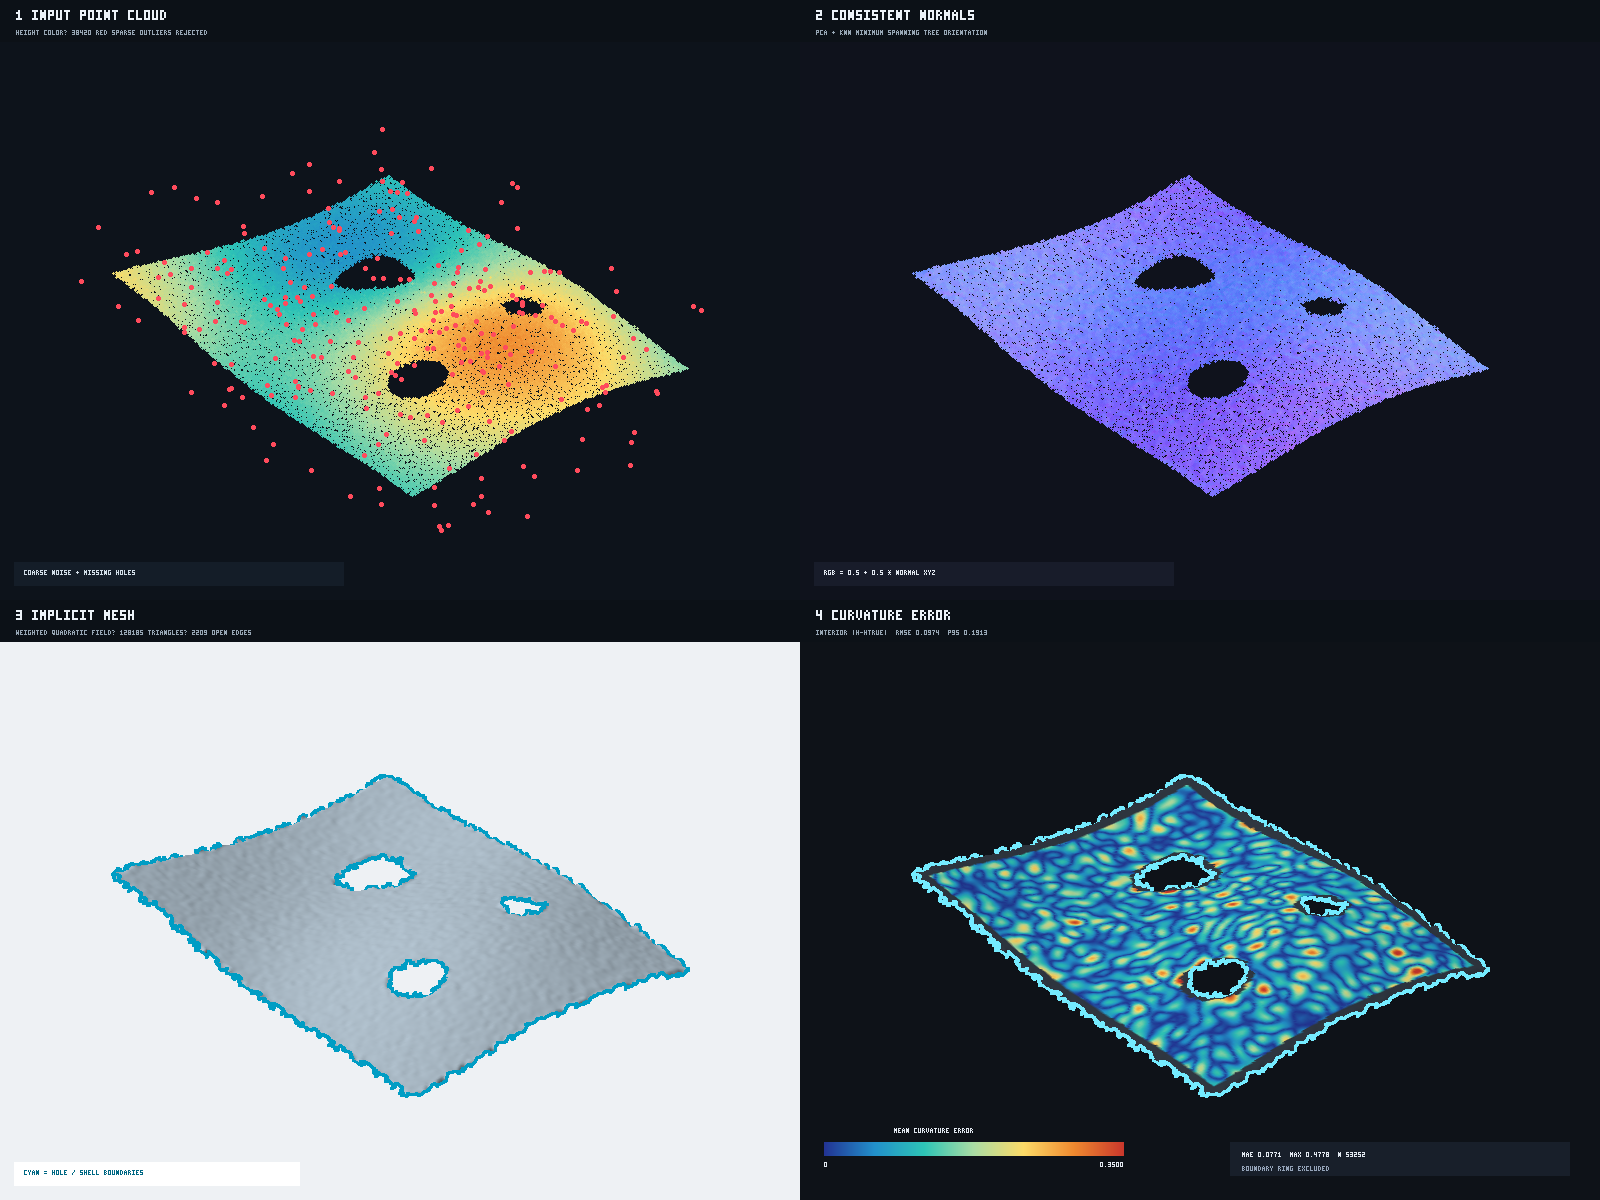 1 INPUT POINT CLOUD
HEIGHT COLOR? 38420 RED SPARSE OUTLIERS REJECTED
COARSE NOISE + MISSING HOLES
2 CONSISTENT NORMALS
PCA + KNN MINIMUM SPANNING TREE ORIENTATION
RGB = 0.5 + 0.5 * NORMAL XYZ
3 IMPLICIT MESH
WEIGHTED QUADRATIC FIELD? 128185 TRIANGLES? 2209 OPEN EDGES
CYAN = HOLE / SHELL BOUNDARIES
4 CURVATURE ERROR
INTERIOR |H-HTRUE| RMSE 0.0974 P95 0.1913
MEAN CURVATURE ERROR
0 0.3500
MAE 0.0771 MAX 0.4778 N 53252
BOUNDARY RING EXCLUDED